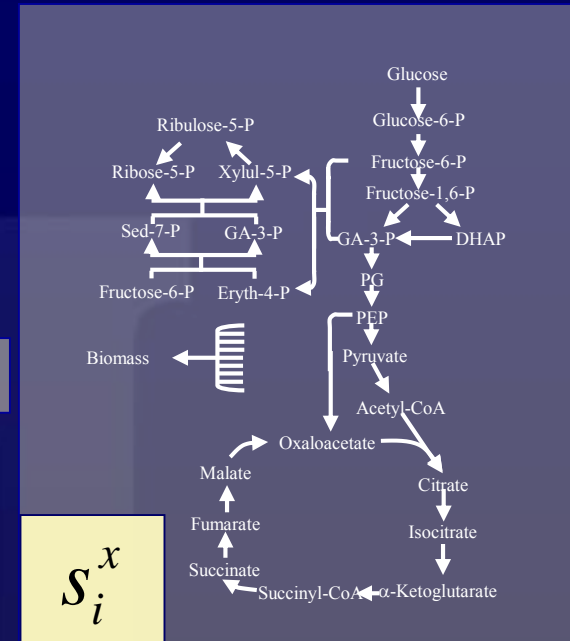 Glucose
Ribulose-5-P
Glucose-6-P
Ribose-5-P
Xylul-5-P
Fructose-6-P
Fructose-1,6-P
Sed-7-P
GA-3-P
GA-3-P
DHAP
PG
Fructose-6-P
Eryth-4-P
PEP
Biomass
Pyruvate
Acetyl-CoA
Oxaloacetate
Malate
Citrate
Fumarate
Isocitrate
Succinate
Succinyl-CoA
α-Ketoglutarate
s_i^x